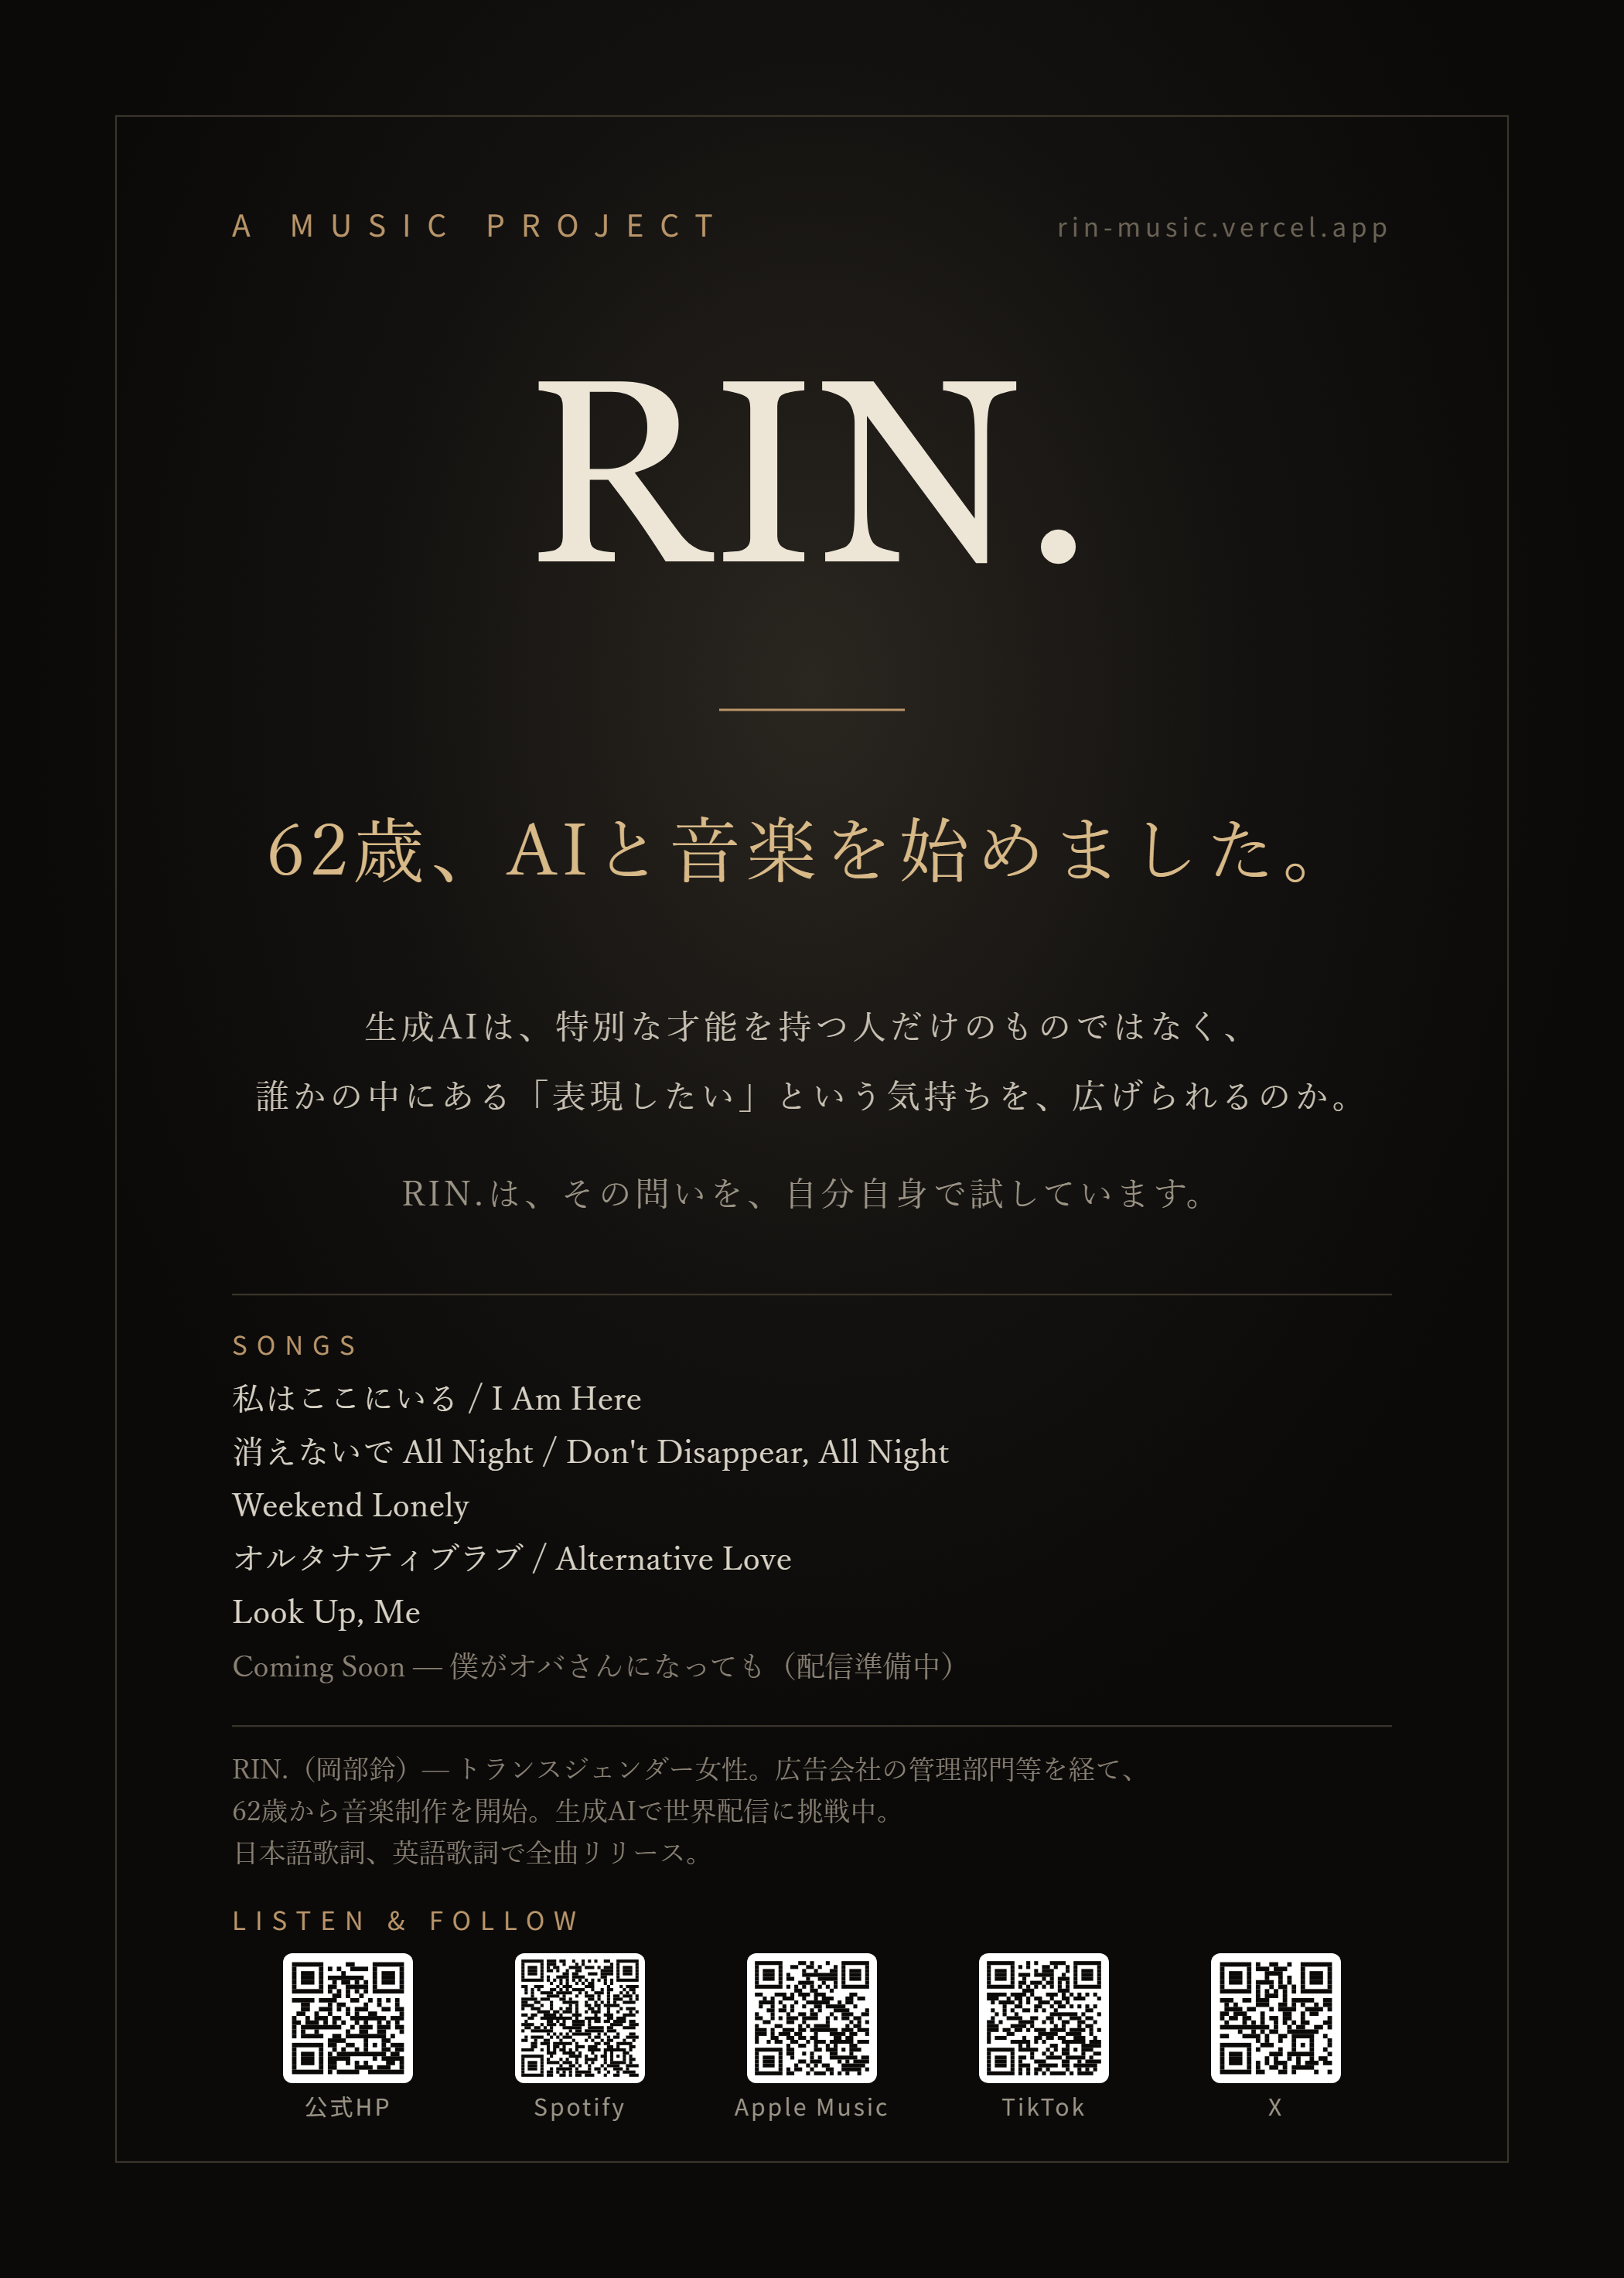 A MUSIC PROJECT
rin-music.vercel.app
RIN.
62歳、AIと音楽を始めました。
生成AIは、特別な才能を持つ人だけのものではなく、
誰かの中にある「表現したい」という気持ちを、広げられるのか。
RIN.は、その問いを、自分自身で試しています。
SONGS
私はここにいる / I Am Here
消えないで All Night / Don't Disappear, All Night
Weekend Lonely
オルタナティブラブ / Alternative Love
Look Up, Me
Coming Soon — 僕がオバさんになっても（配信準備中）
RIN.（岡部鈴）— トランスジェンダー女性。広告会社の管理部門等を経て、
62歳から音楽制作を開始。生成AIで世界配信に挑戦中。
日本語歌詞、英語歌詞で全曲リリース。
LISTEN & FOLLOW
公式HP
Spotify
Apple Music
TikTok
X